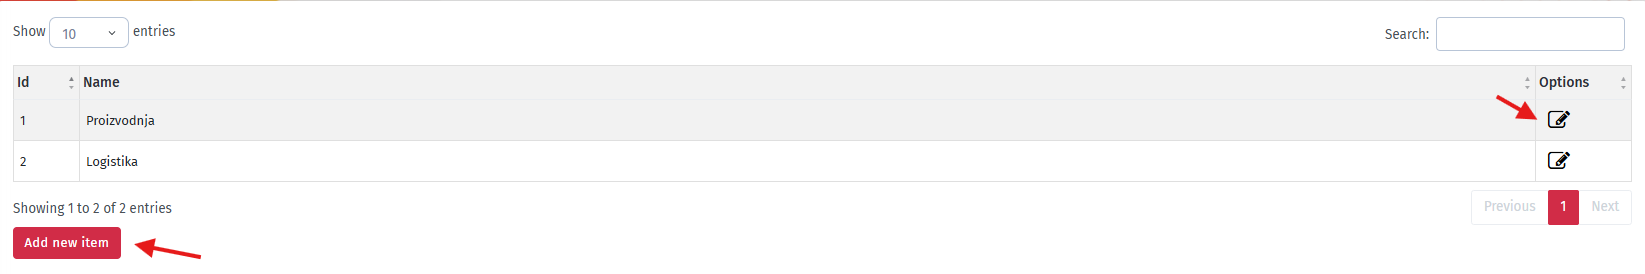 Show 10 entries Search:
Id Name Options
1 Proizvodnja
2 Logistika
Showing 1 to 2 of 2 entries Previous 1 Next
Add new item